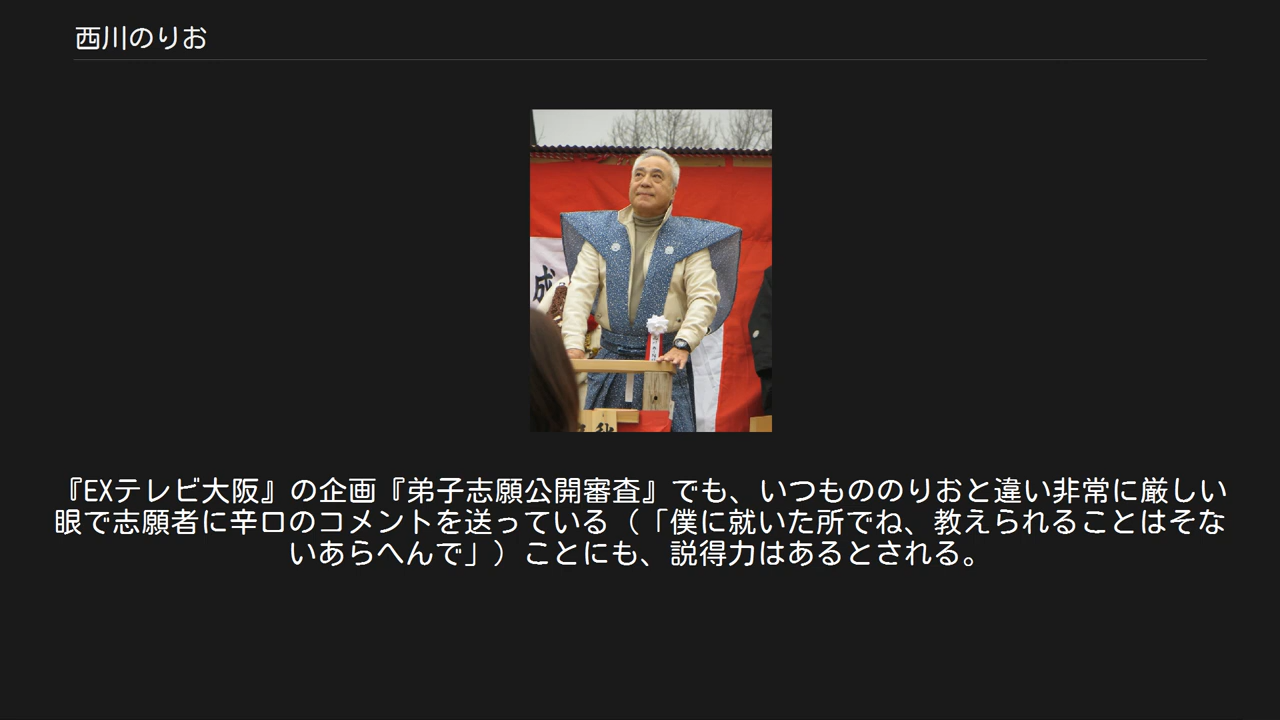 西川のりお
成
『EXテレビ大阪』の企画『弟子志願公開審査』でも、いつもののりおと違い非常に厳しい
眼で志願者に辛口のコメントを送っている（「僕に就いた所でね、教えられることはそな
いあらへんで」）ことにも、説得力はあるとされる。